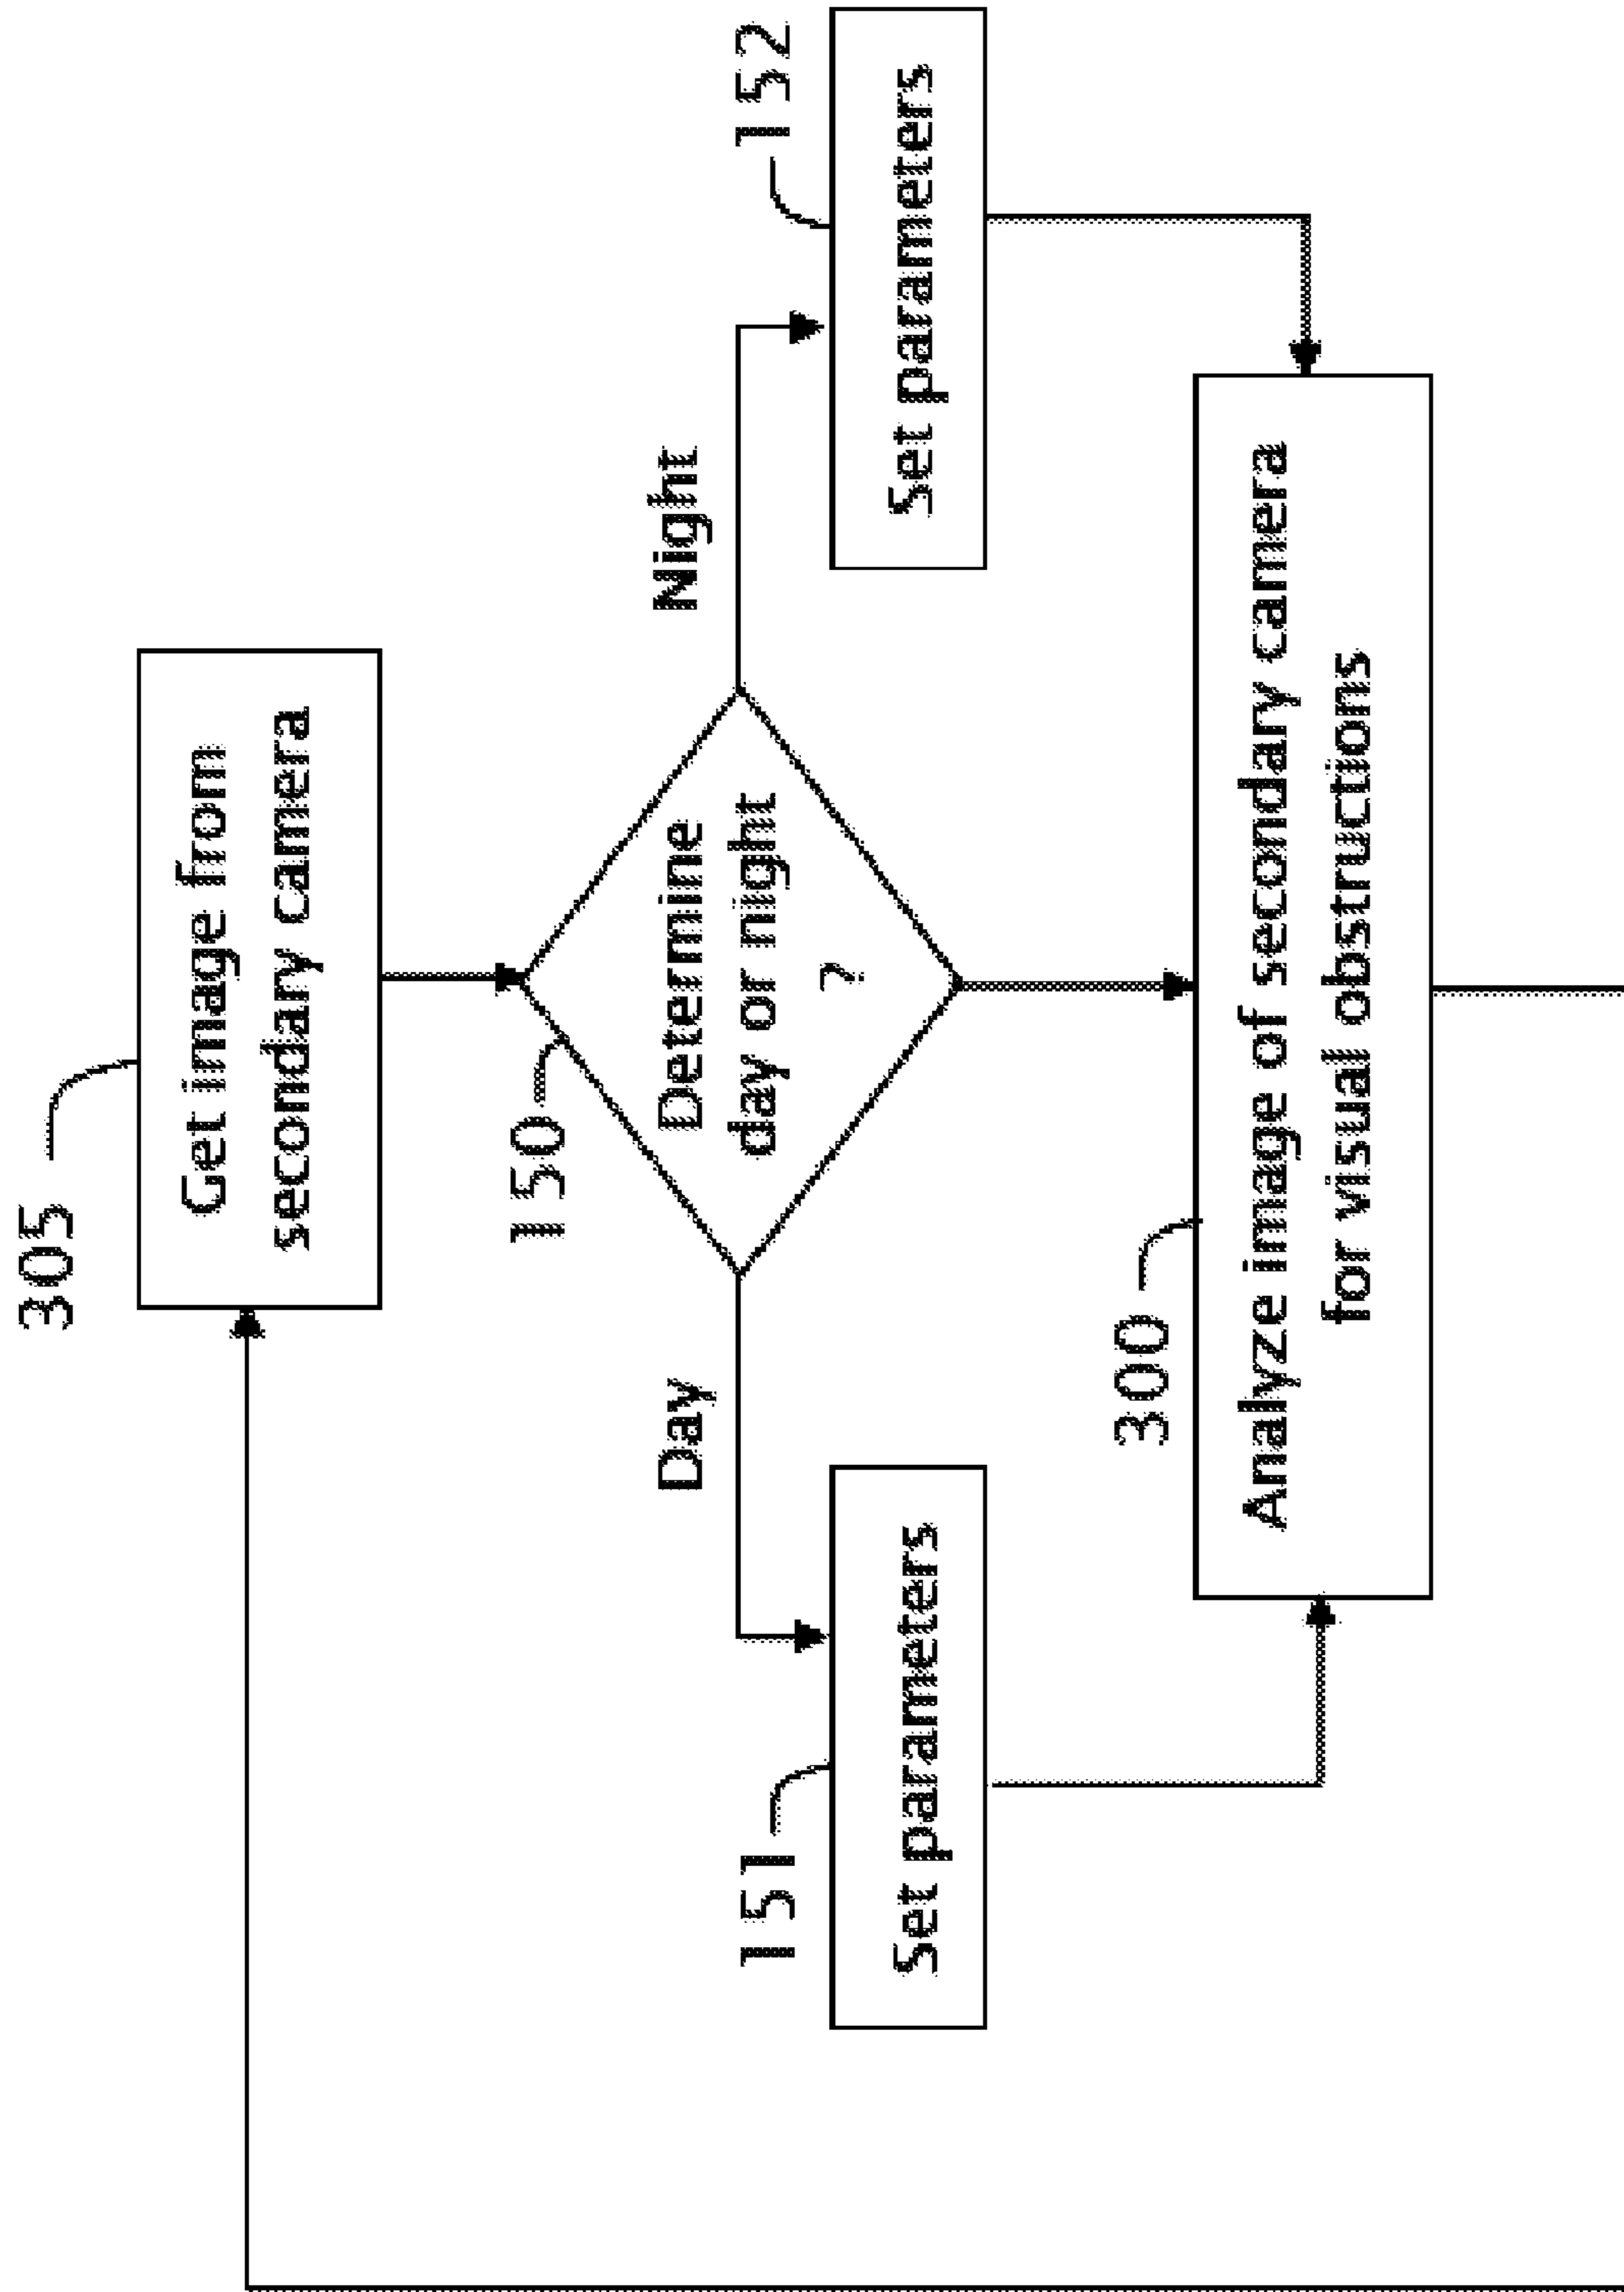 305
Get image from
secondary camera
150
Determine
day or night
?
Day
Night
151
Set parameters
152
Set parameters
300
Analyze image of secondary camera
for visual obstructions